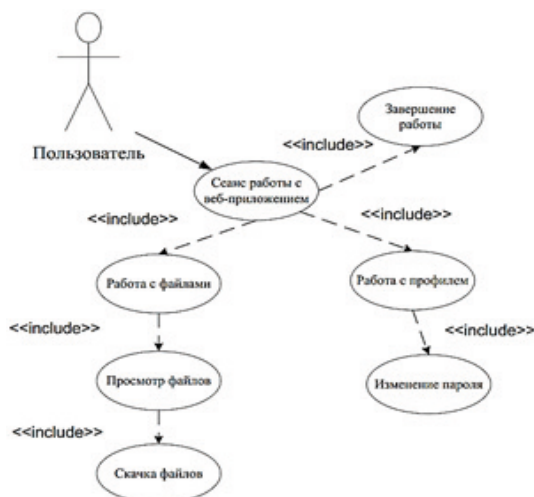 Пользователь
Завершение
работы
<<include>>
Сеанс работы с
веб-приложением
<<include>>
<<include>>
Работа с файлами
Работа с профилем
<<include>>
<<include>>
Просмотр файлов
Изменение пароля
<<include>>
Скачка файлов